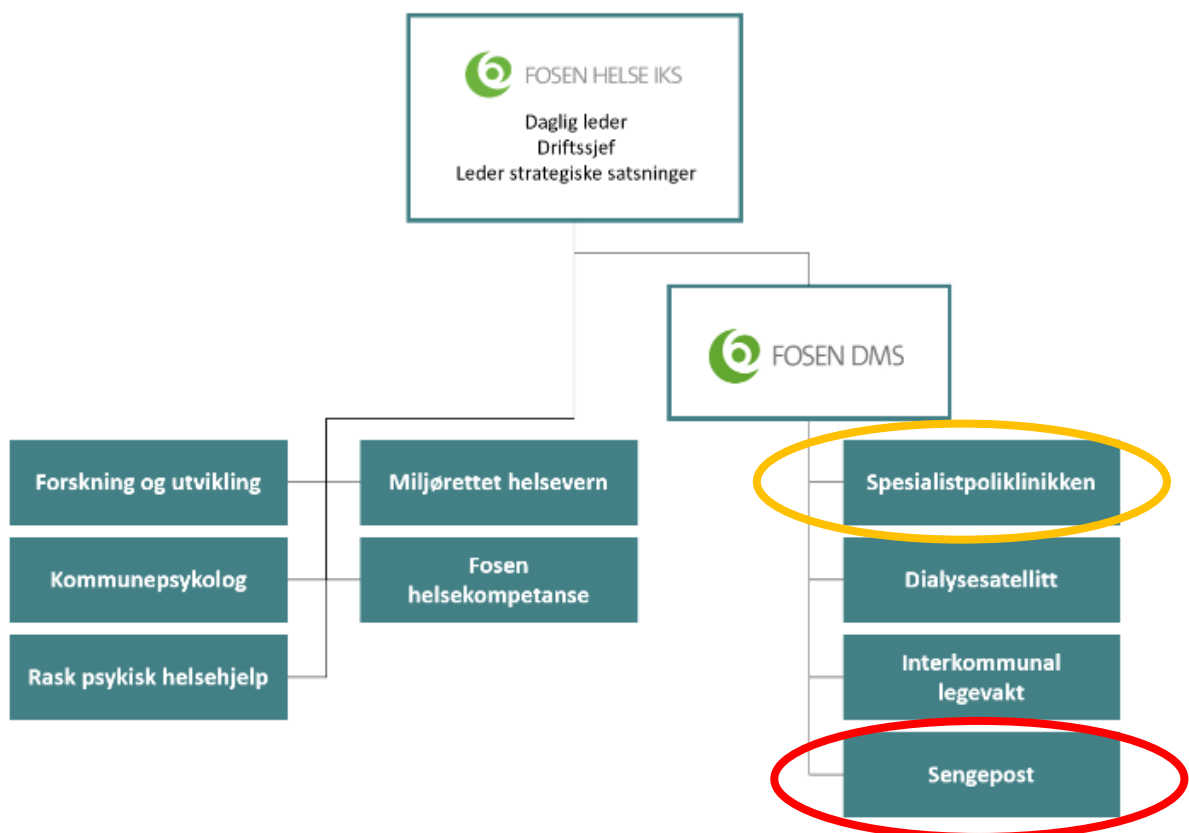 FOSEN HELSE IKS
Daglig leder
Driftssjef
Leder strategiske satsninger
FOSEN DMS
Forskning og utvikling
Miljørettet helsevern
Spesialistpoliklinikken
Kommunepsykolog
Fosen
helsekompetanse
Dialysesatellitt
Rask psykisk helsehjelp
Interkommunal
legevakt
Sengepost